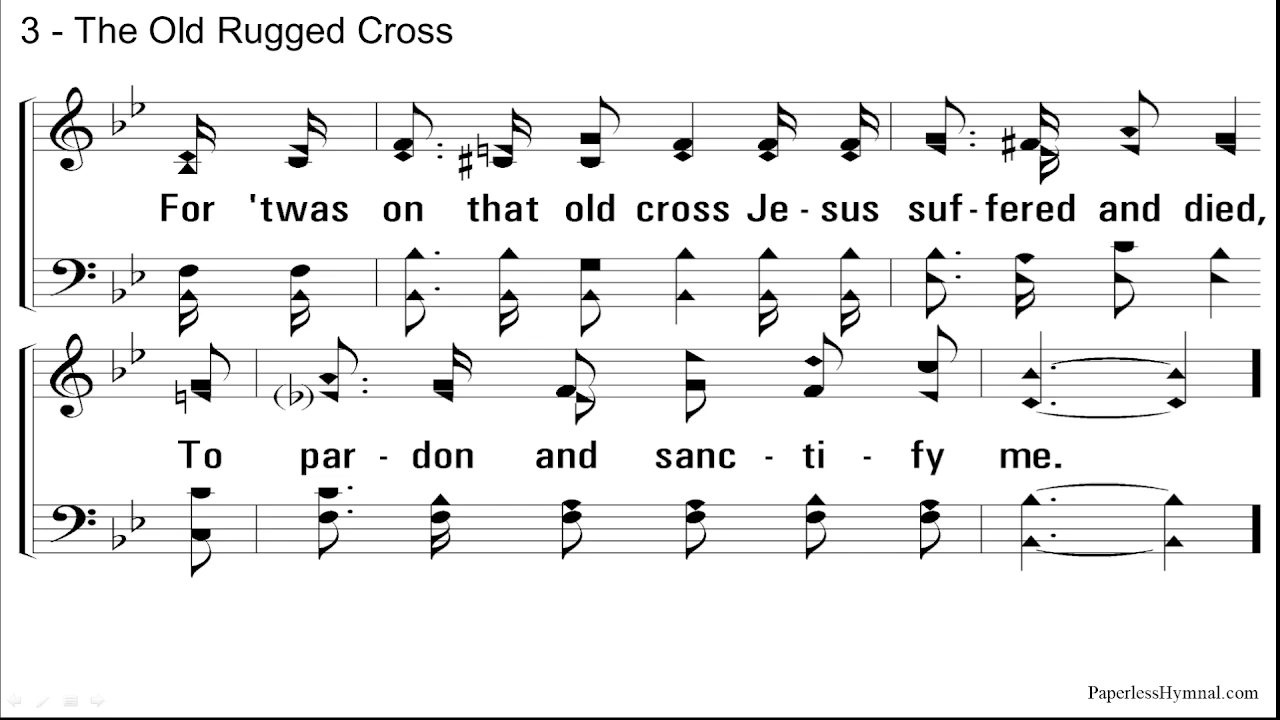 3 - The Old Rugged Cross
For 'twas on that old cross Je - sus suf - fered and died,
To par - don and sanc - ti - fy me.
PaperlessHymnal.com